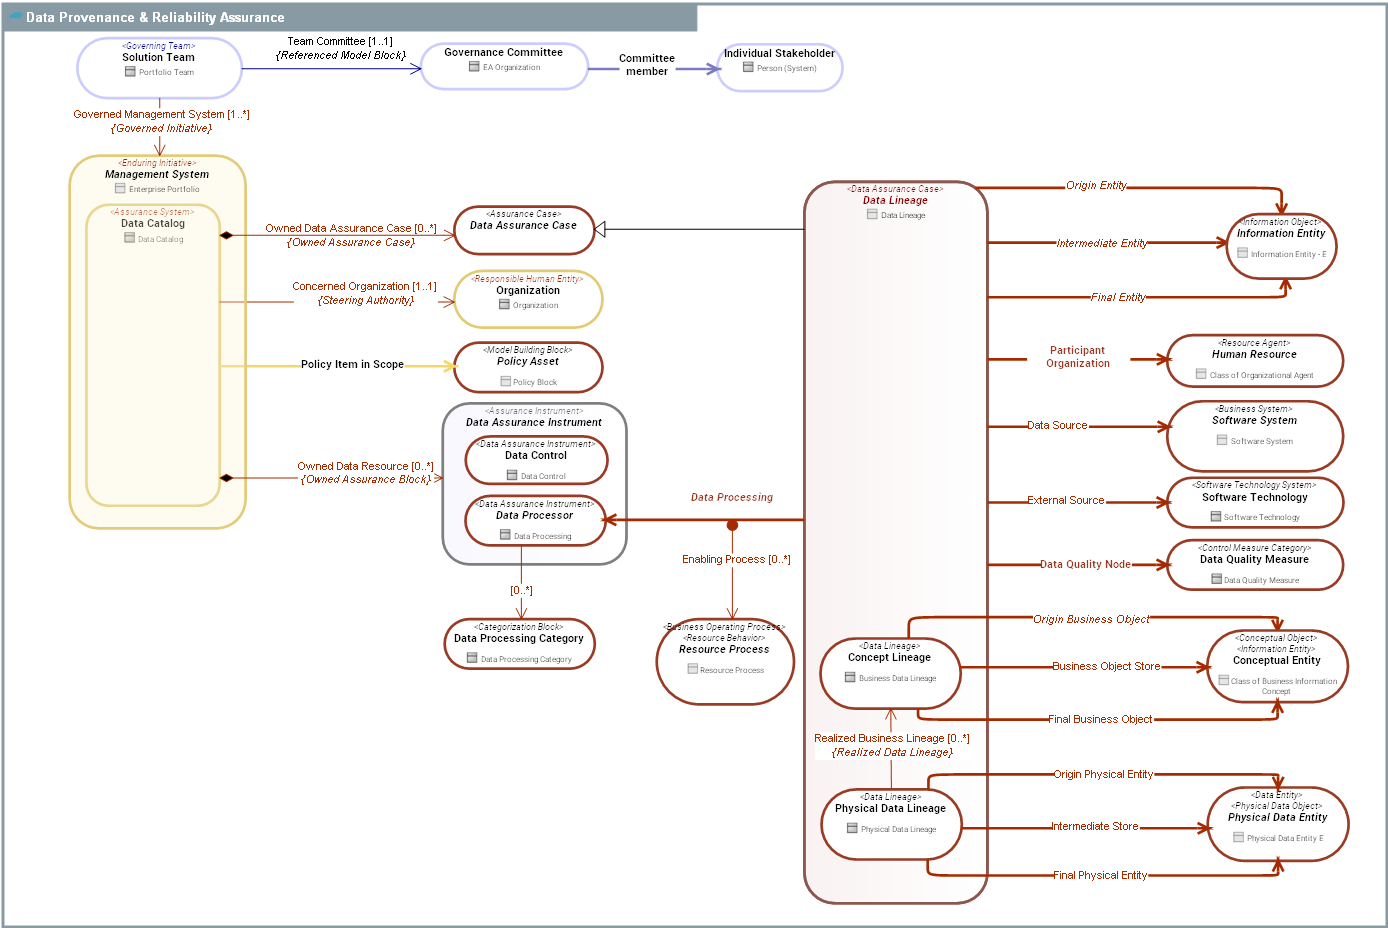 Data Provenance & Reliability Assurance
<Governing Team>
Solution Team
Portfolio Team
Team Committee [1..1]
{Referenced Model Block}
Governance Committee
EA Organization
Committee
member
Individual Stakeholder
Person (System)
Governed Management System [1..*]
{Governed Initiative}
<Enduring Initiative>
Management System
Enterprise Portfolio
<Assurance System>
Data Catalog
Data Catalog
Owned Data Assurance Case [0..*]
{Owned Assurance Case}
<Assurance Case>
Data Assurance Case
Concerned Organization [1..1]
{Steering Authority}
<Responsible Human Entity>
Organization
Organization
Policy Item in Scope
<Model Building Block>
Policy Asset
Policy Block
<Assurance Instrument>
Data Assurance Instrument
<Data Assurance Instrument>
Data Control
Data Control
Owned Data Resource [0..*]
{Owned Assurance Block}
<Data Assurance Instrument>
Data Processor
Data Processing
[0..*]
<Categorization Block>
Data Processing Category
Data Processing Category
Data Processing
Enabling Process [0..*]
<Business Operating Process>
<Resource Behavior>
Resource Process
Resource Process
<Data Assurance Case>
Data Lineage
Data Lineage
Origin Entity
Intermediate Entity
Final Entity
<Information Object>
Information Entity
Information Entity - E
Participant
Organization
<Resource Agent>
Human Resource
Class of Organizational Agent
Data Source
<Business System>
Software System
Software System
External Source
<Software Technology System>
Software Technology
Software Technology
Data Quality Node
<Control Measure Category>
Data Quality Measure
Data Quality Measure
<Data Lineage>
Concept Lineage
Business Data Lineage
Origin Business Object
Business Object Store
Final Business Object
<Conceptual Object>
<Information Entity>
Conceptual Entity
Class of Business Information
Concept
Realized Business Lineage [0..*]
{Realized Data Lineage}
<Data Lineage>
Physical Data Lineage
Physical Data Lineage
Origin Physical Entity
Intermediate Store
Final Physical Entity
<Data Entity>
<Physical Data Object>
Physical Data Entity
Physical Data Entity E